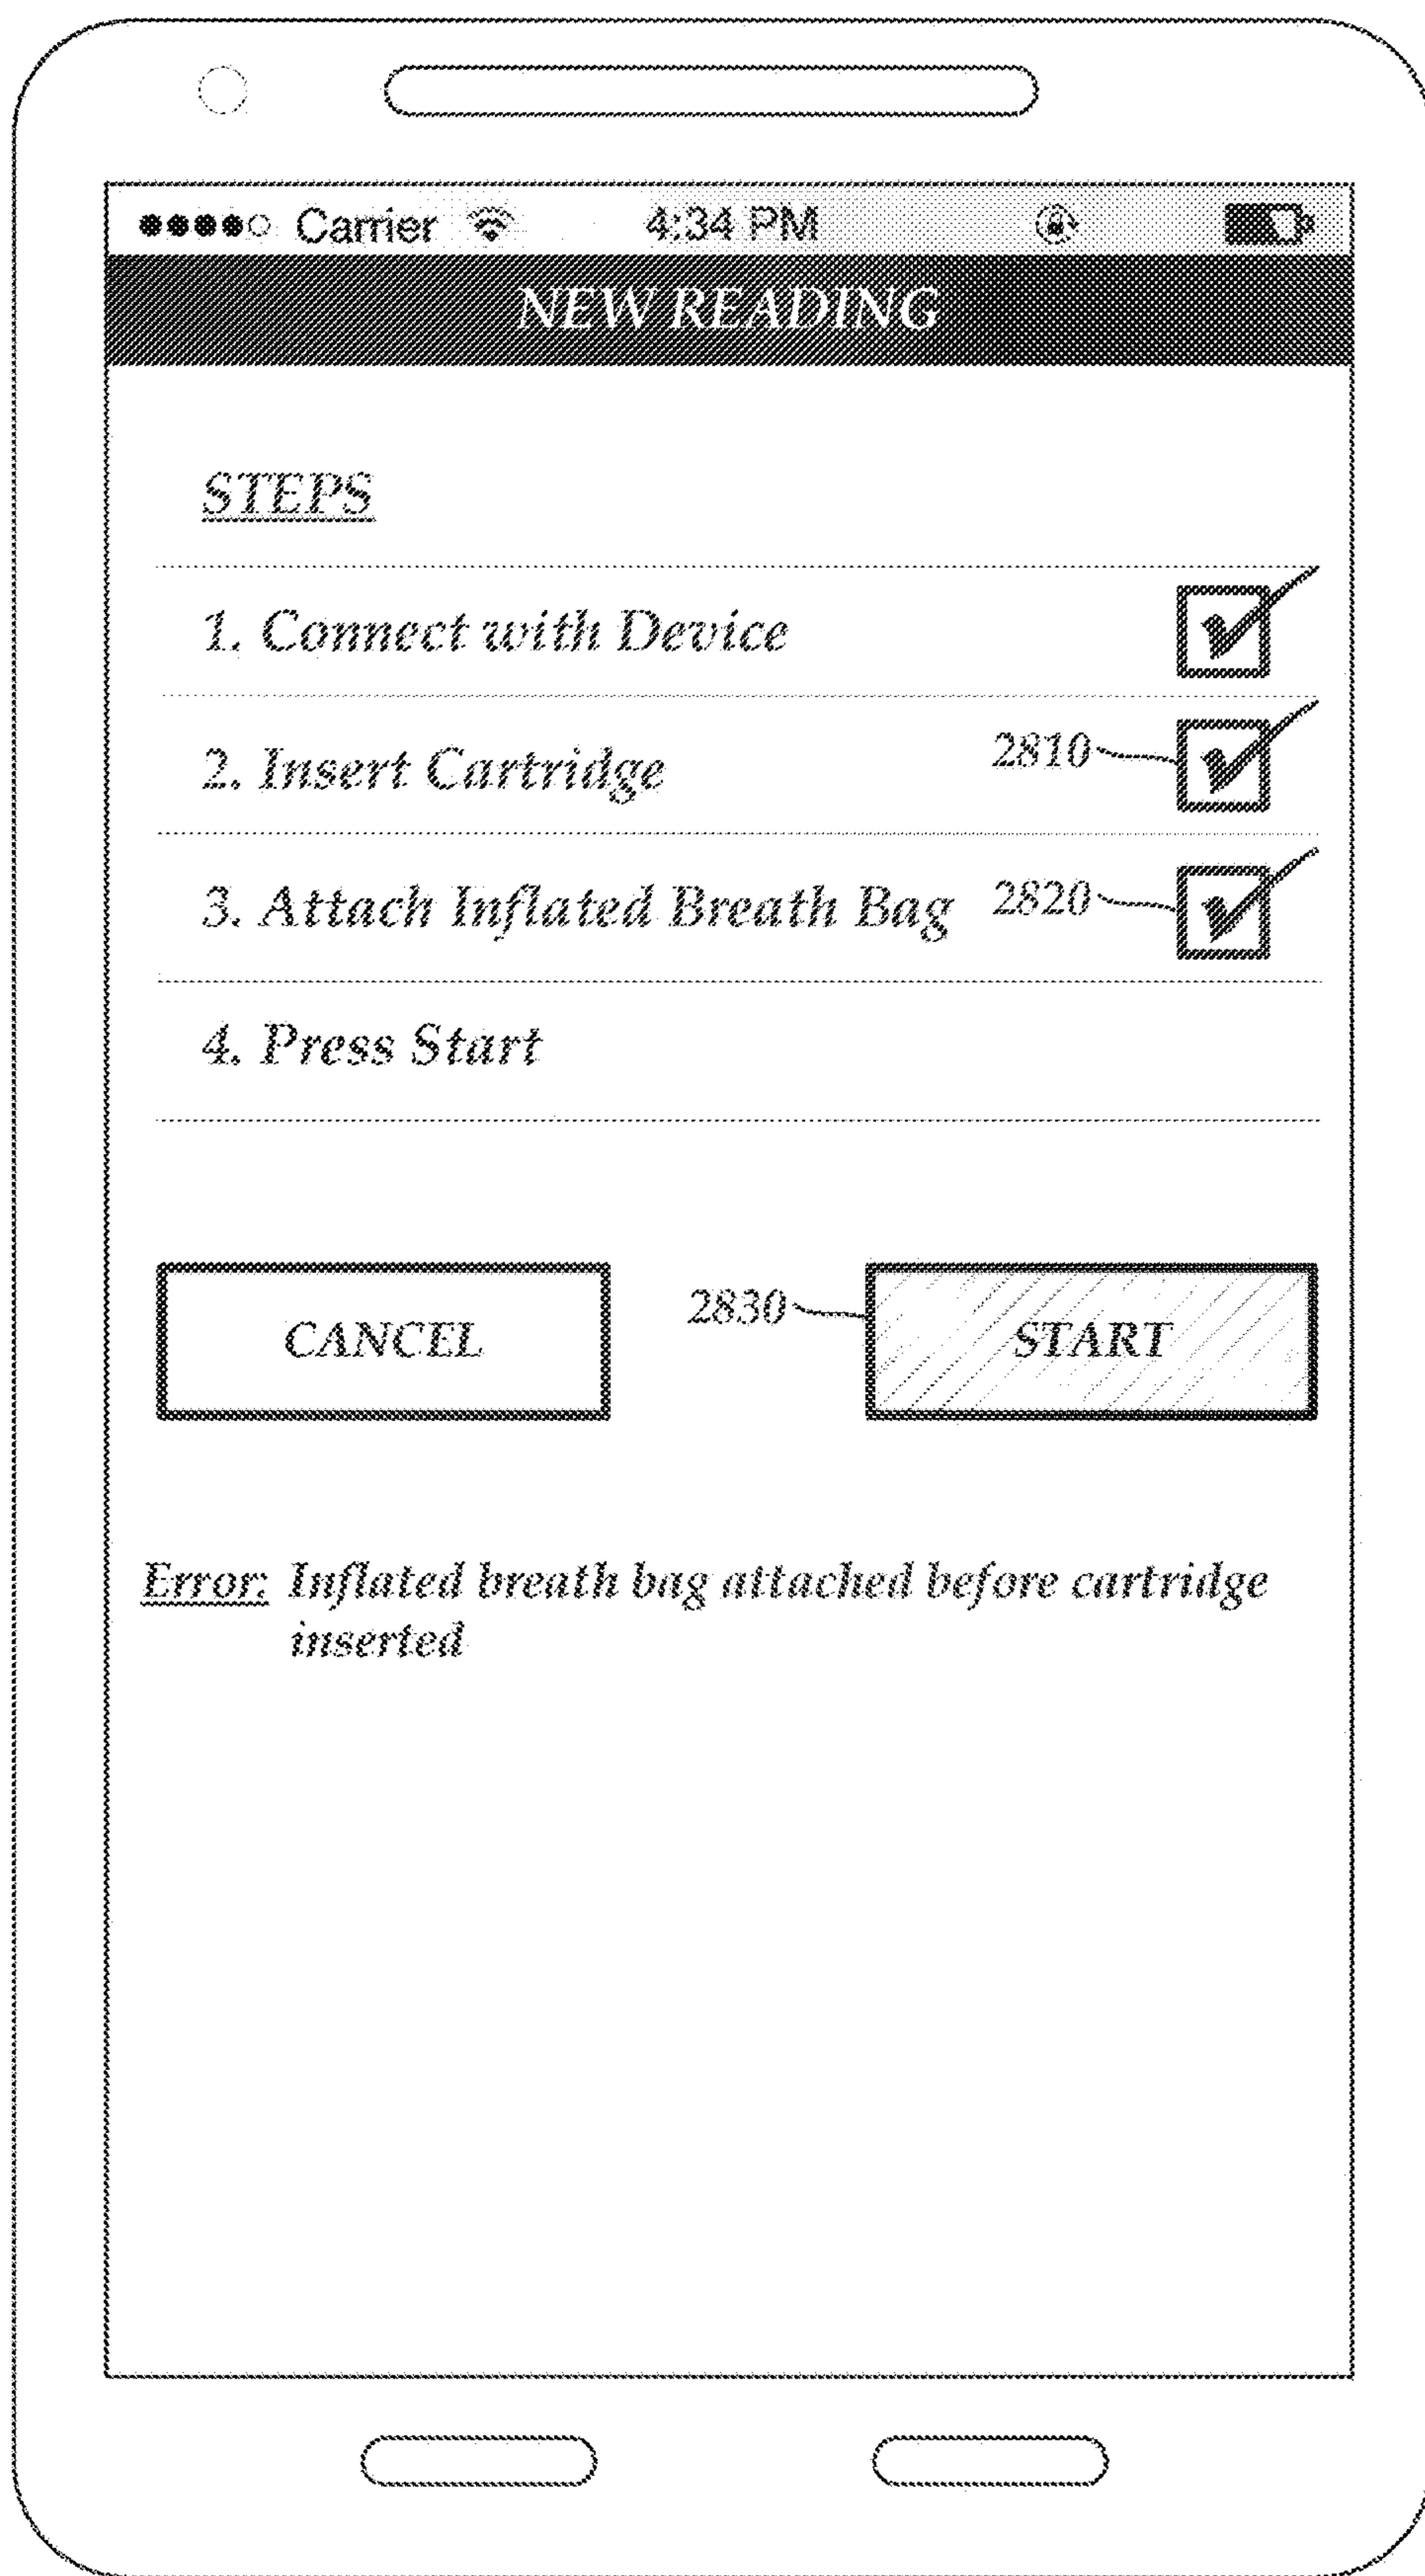 Carrier 4:34 PM
NEW READING
STEPS
1. Connect with Device
2. Insert Cartridge 2810
3. Attach Inflated Breath Bag 2820
4. Press Start
CANCEL 2830 START
Error: Inflated breath bag attached before cartridge
inserted